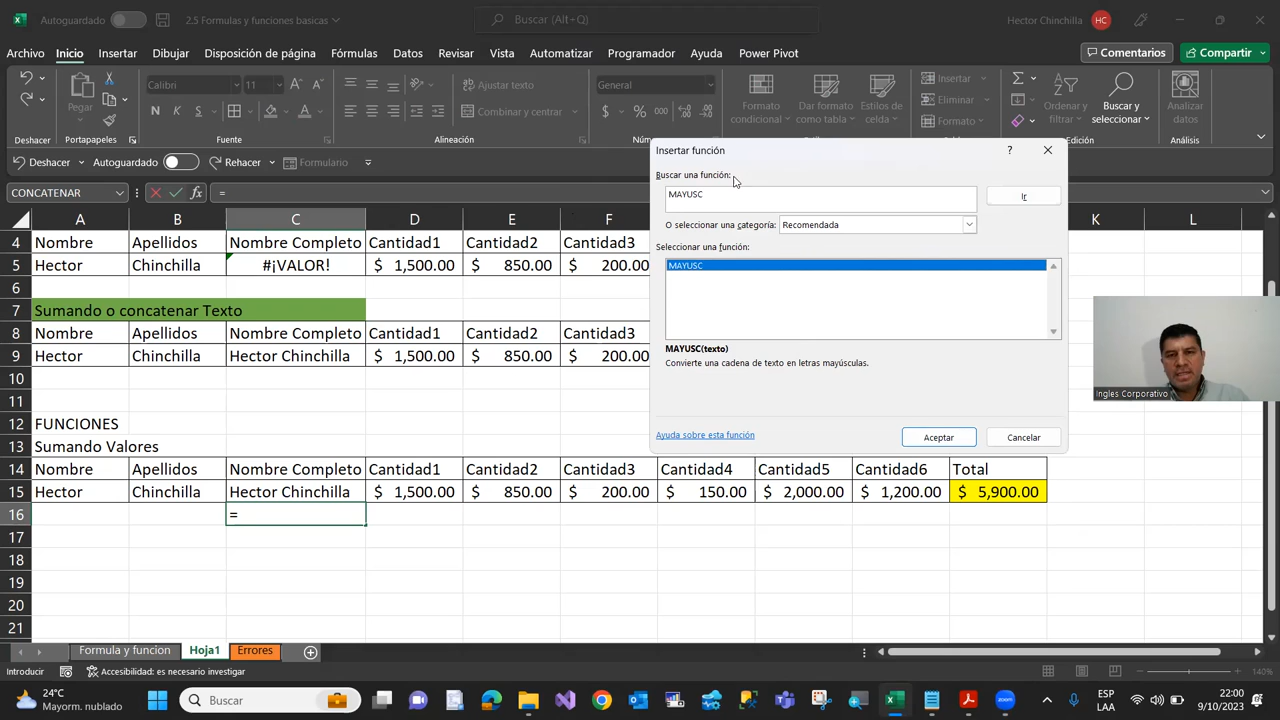 Autoguardado
2.5 Formulas y funciones basicas
Buscar (Alt+Q)
Hector Chinchilla
HC
Archivo Inicio Insertar Dibujar Disposición de página Fórmulas Datos Revisar Vista Automatizar Programador Ayuda Power Pivot
Comentarios
Compartir
Pegar
Calibri
11
N K S
Ajustar texto
Combinar y centrar
General
$ % 000
Formato condicional
Dar formato como tabla
Estilos de celda
Insertar
Eliminar
Formato
Ordenar y filtrar
Buscar y seleccionar
Analizar datos
Deshacer
Portapapeles
Fuente
Alineación
Núm
Edición
Análisis
Deshacer Autoguardado Rehacer Formulario
CONCATENAR
fx
=
A B C D E F K L
4 Nombre Apellidos Nombre Completo Cantidad1 Cantidad2 Cantidad3
5 Hector Chinchilla #¡VALOR! $ 1,500.00 $ 850.00 $ 200.00
6
7 Sumando o concatenar Texto
8 Nombre Apellidos Nombre Completo Cantidad1 Cantidad2 Cantidad3
9 Hector Chinchilla Hector Chinchilla $ 1,500.00 $ 850.00 $ 200.00
10
11
12 FUNCIONES
13 Sumando Valores
14 Nombre Apellidos Nombre Completo Cantidad1 Cantidad2 Cantidad3 Cantidad4 Cantidad5 Cantidad6 Total
15 Hector Chinchilla Hector Chinchilla $ 1,500.00 $ 850.00 $ 200.00 $ 150.00 $ 2,000.00 $ 1,200.00 $ 5,900.00
16 =
17
18
19
20
21
Insertar función
?
Buscar una función:
MAYUSC
Ir
O seleccionar una categoría: Recomendada
Seleccionar una función:
MAYUSC
MAYUSC(texto)
Convierte una cadena de texto en letras mayúsculas.
Ayuda sobre esta función
Aceptar
Cancelar
Ingles Corporativo
Formula y funcion Hoja1 Errores
Introducir
Accesibilidad: es necesario investigar
140%
24°C
Mayorm. nublado
Buscar
ESP
LAA
22:00
9/10/2023